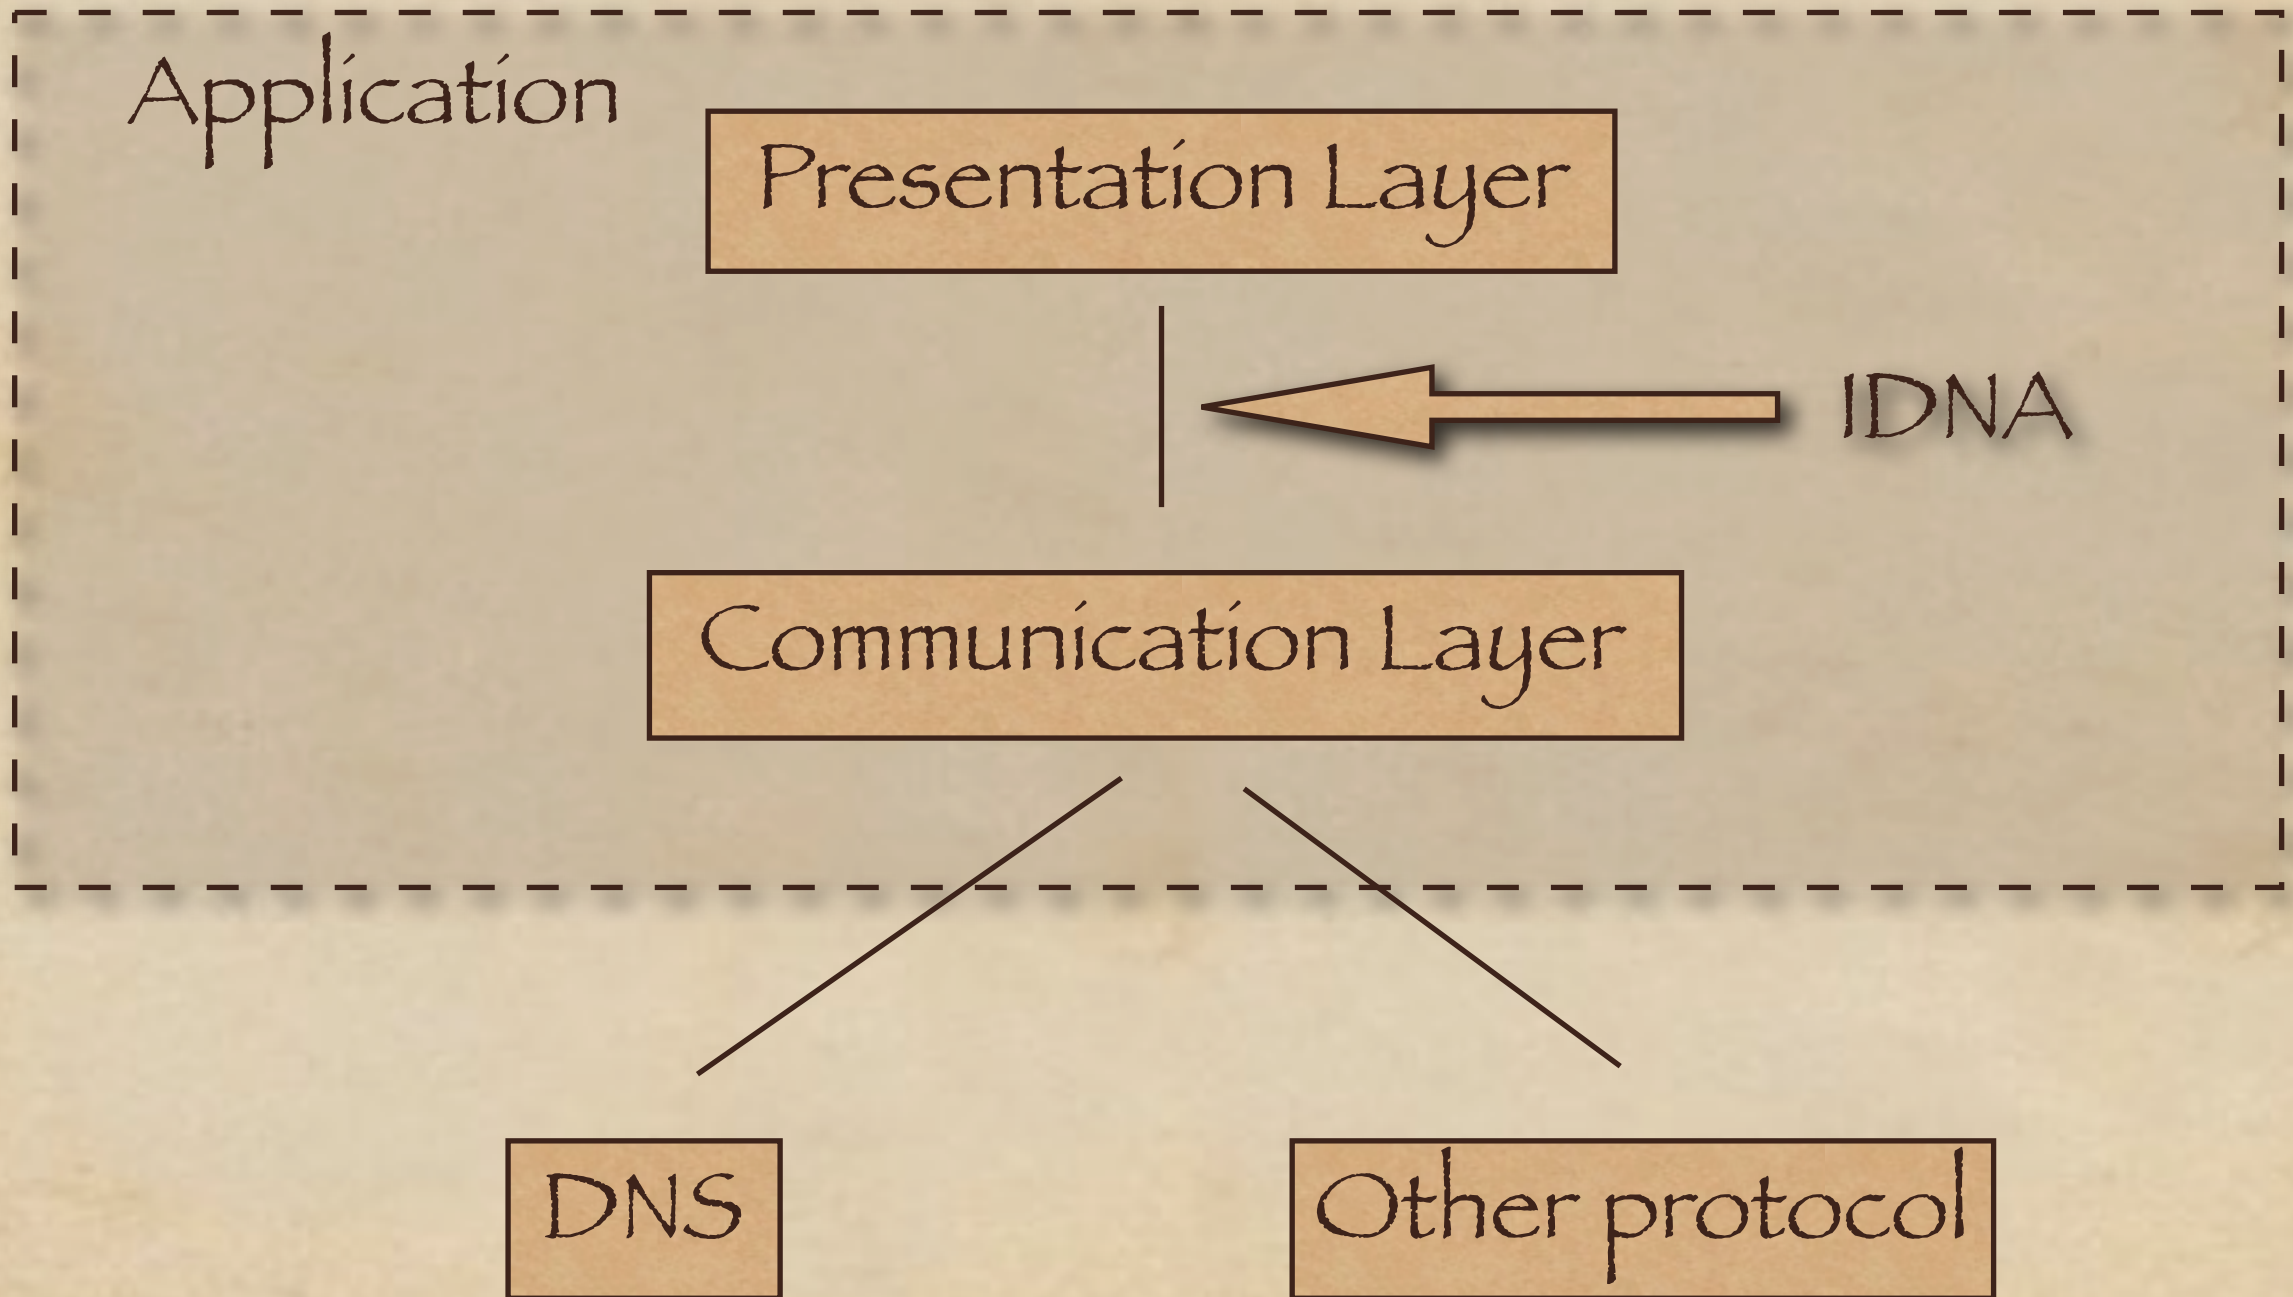 Application
Presentation Layer
IDNA
Communication Layer
DNS
Other protocol